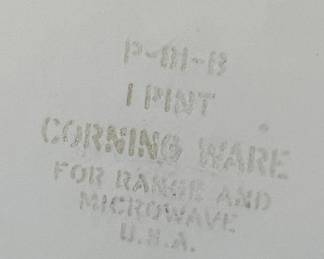 P-81-B
1 PINT
CORNING WARE
FOR RANGE AND
MICROWAVE
U.S.A.